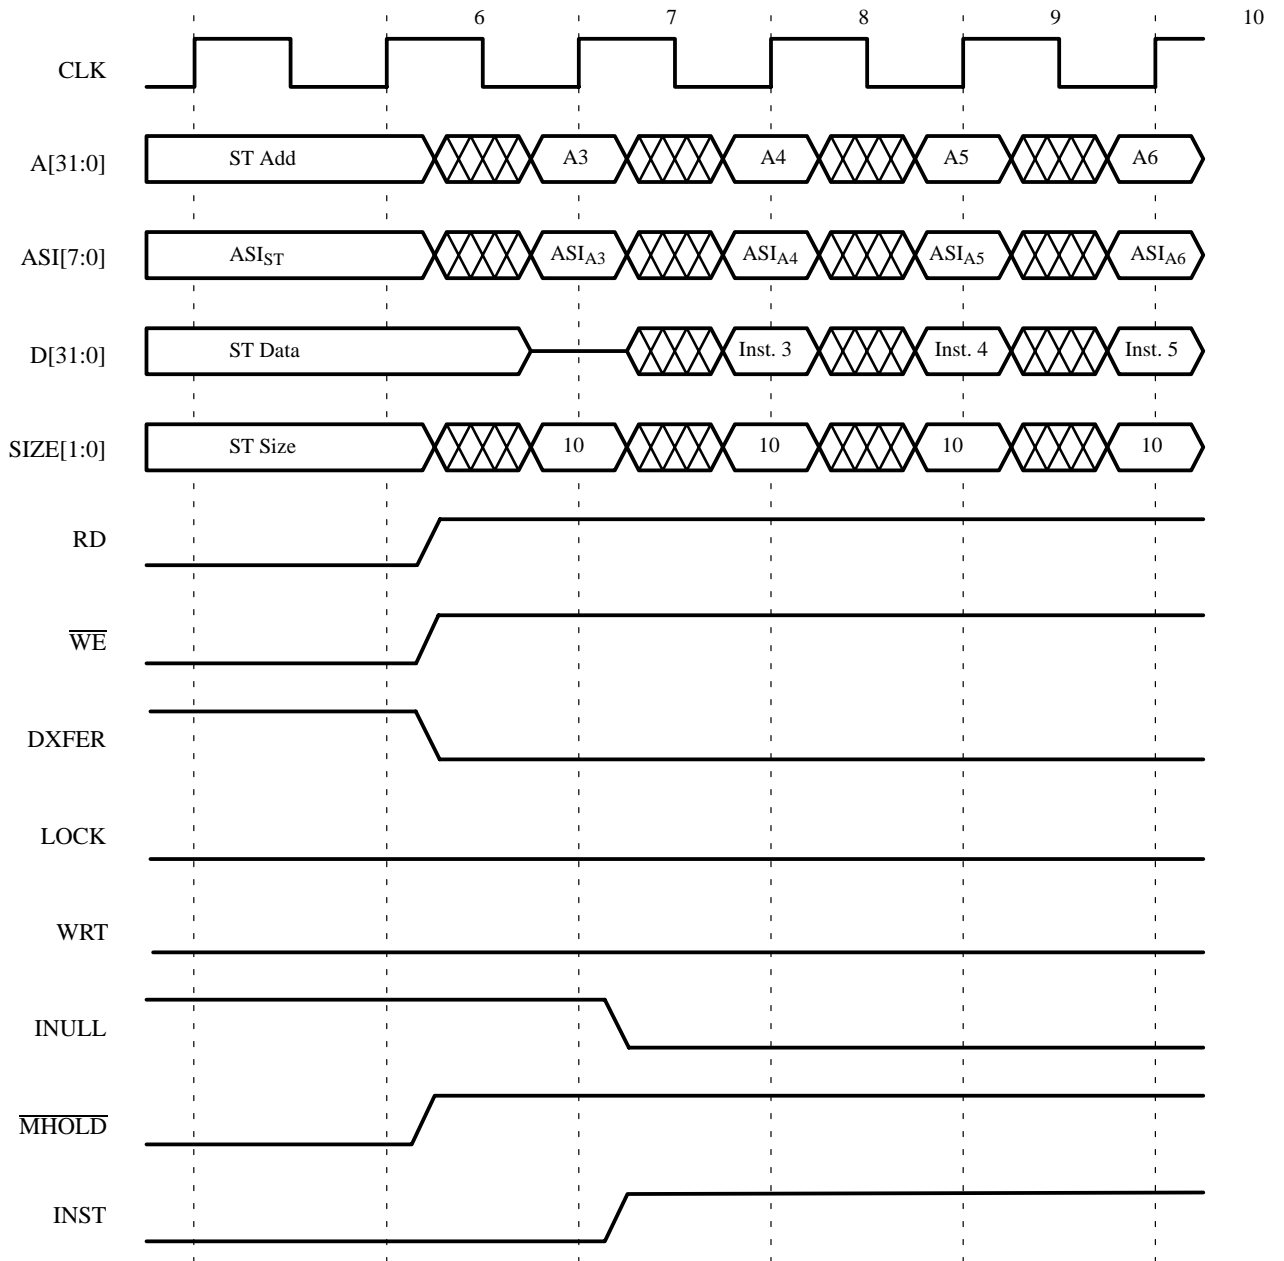 6 7 8 9 10
CLK
A[31:0] ST Add A3 A4 A5 A6
ASI[7:0] ASIST ASIA3 ASIA4 ASIA5 ASIA6
D[31:0] ST Data Inst. 3 Inst. 4 Inst. 5
SIZE[1:0] ST Size 10 10 10 10
RD
WE
DXFER
LOCK
WRT
INULL
MHOLD
INST